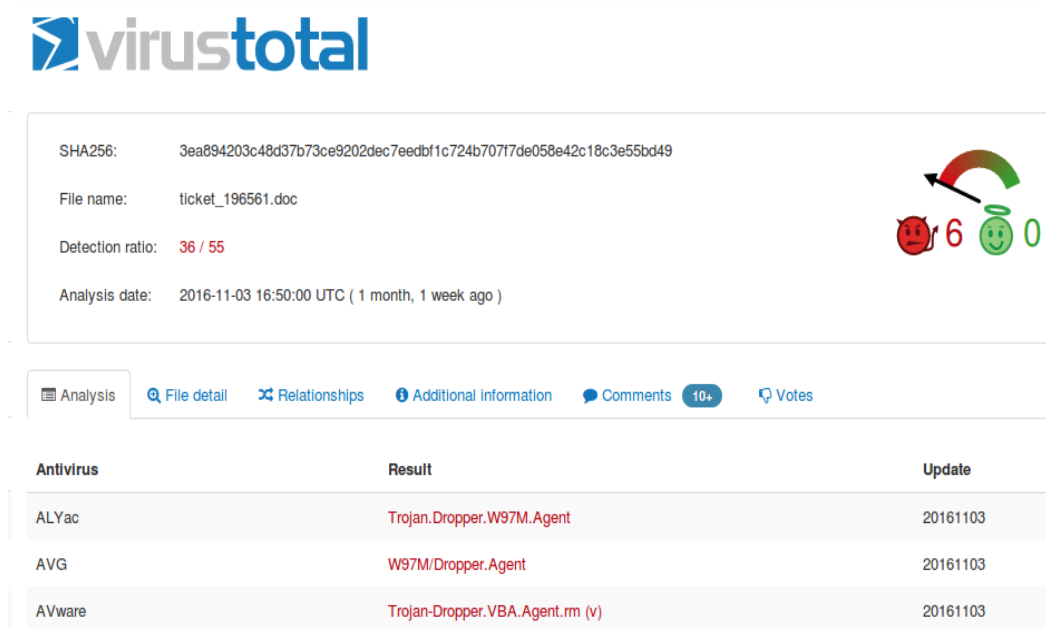 virustotal
SHA256: 3ea894203c48d37b73ce9202dec7eedbf1c724b707f7de058e42c18c3e55bd49
File name: ticket_196561.doc
Detection ratio: 36 / 55
6 0
Analysis date: 2016-11-03 16:50:00 UTC ( 1 month, 1 week ago )
Analysis File detail Relationships Additional information Comments 10+ Votes
Antivirus Result Update
ALYac Trojan.Dropper.W97M.Agent 20161103
AVG W97M/Dropper.Agent 20161103
AVware Trojan-Dropper.VBA.Agent.rm (v) 20161103